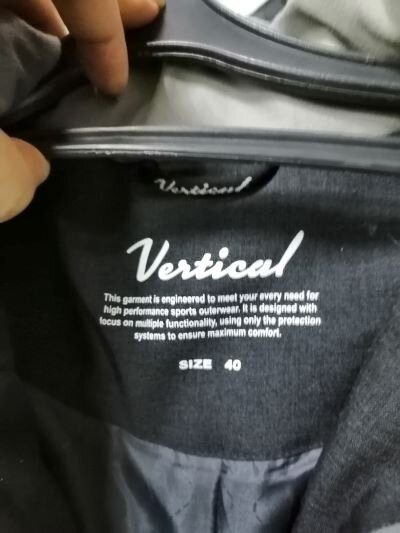 Vertical
Vertical
This garment is engineered to meet your every need for
high performance sports outerwear. It is designed with
focus on multiple functionality, using only the protection
systems to ensure maximum comfort.
SIZE 40